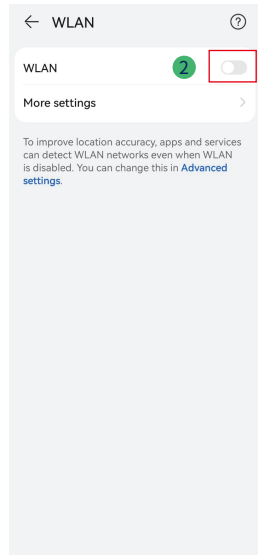 WLAN
WLAN 2
More settings
To improve location accuracy, apps and services
can detect WLAN networks even when WLAN
is disabled. You can change this in Advanced
settings.